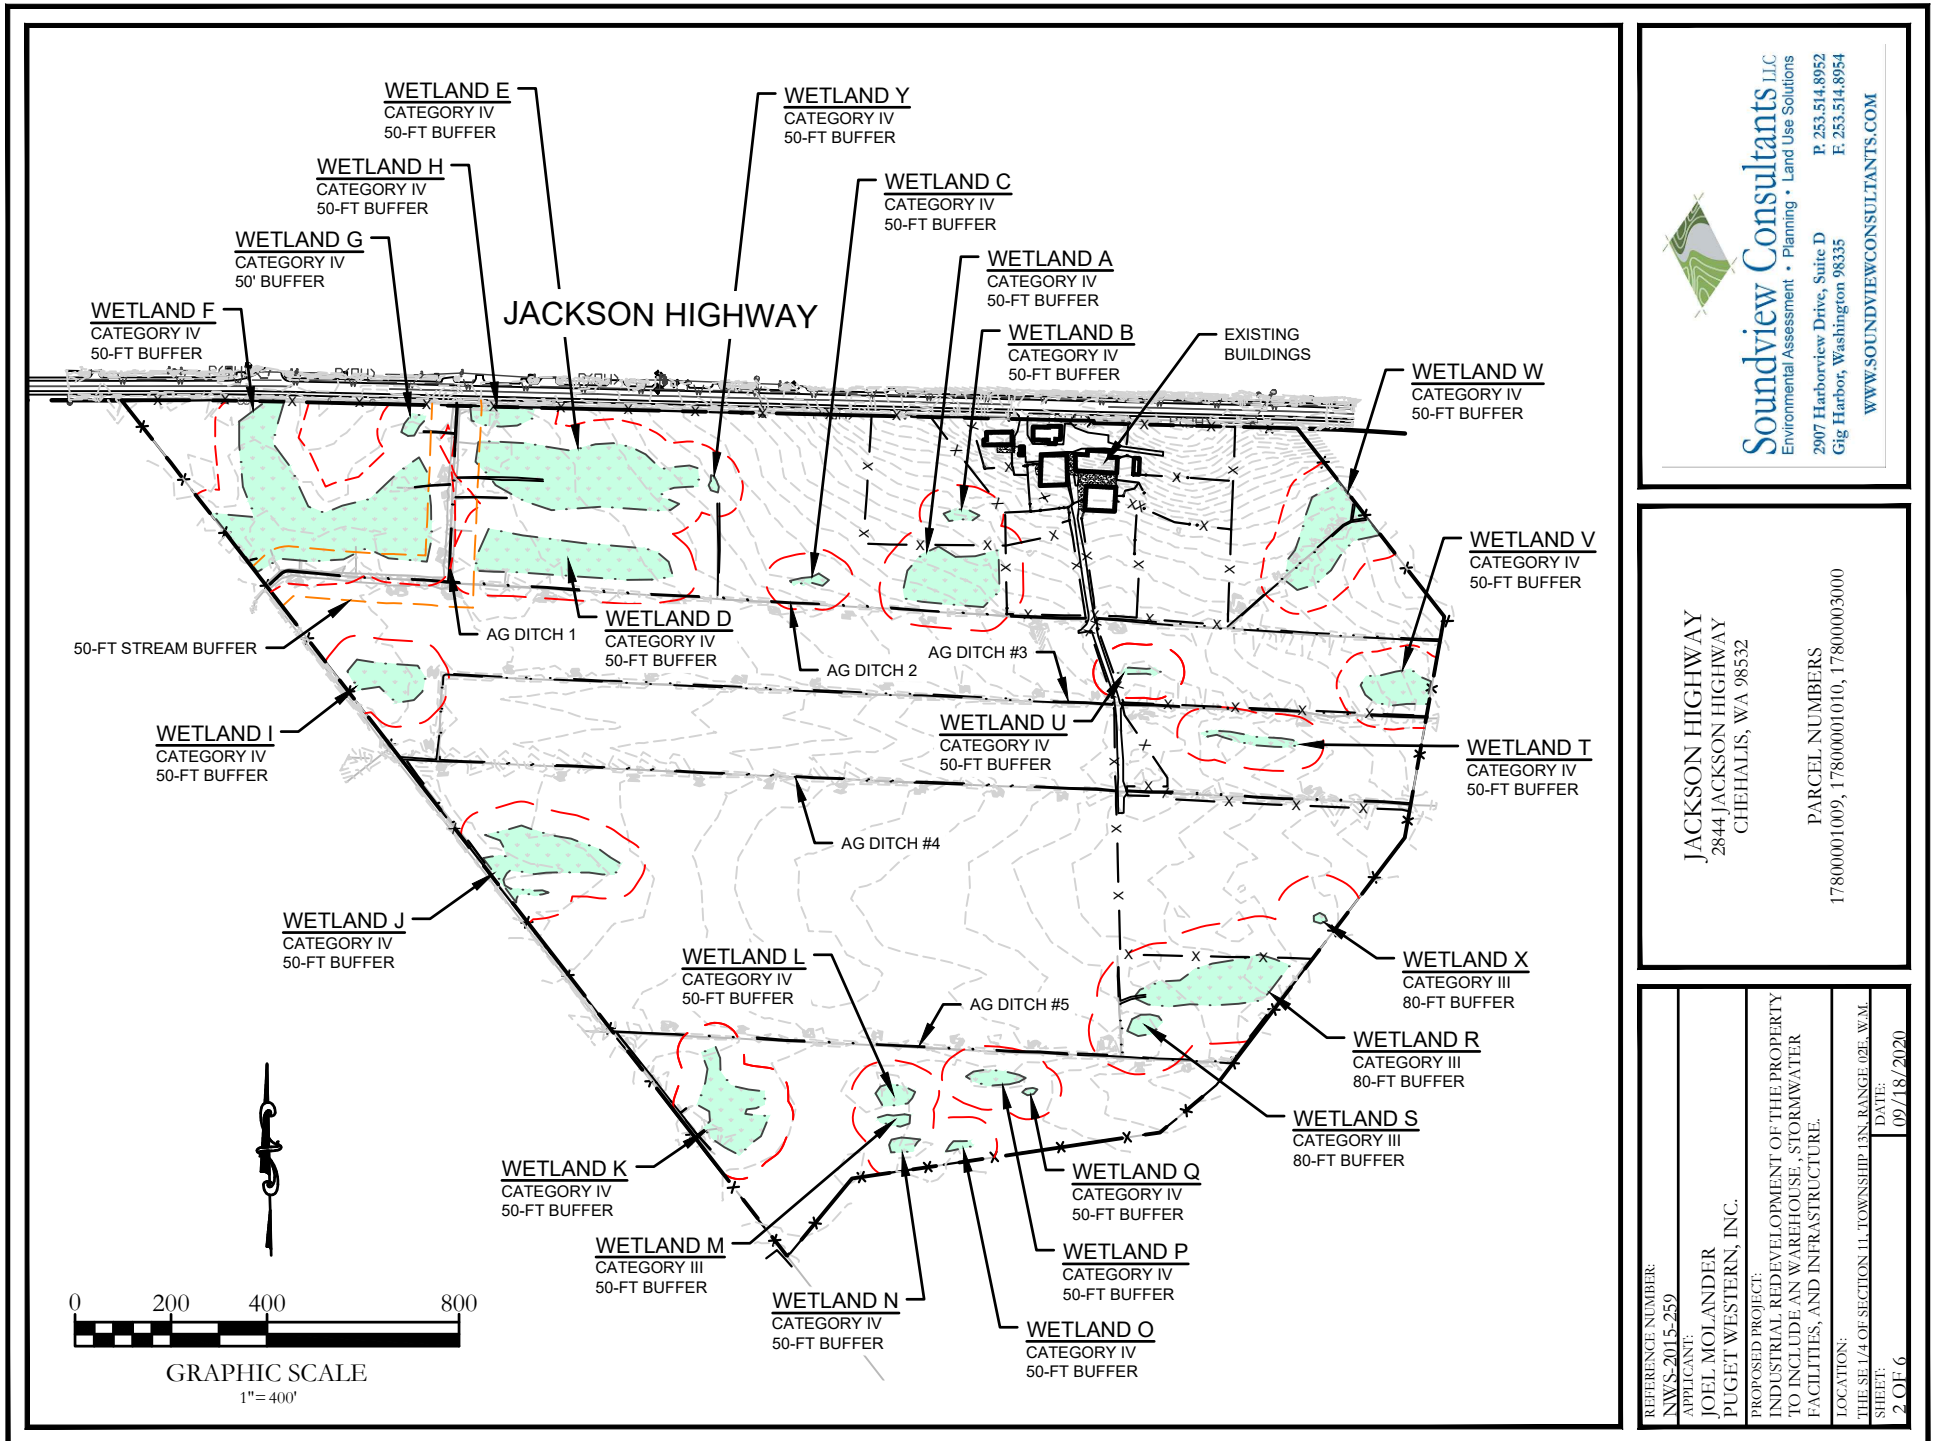 WETLAND E
CATEGORY IV
50-FT BUFFER
WETLAND Y
CATEGORY IV
50-FT BUFFER
WETLAND H
CATEGORY IV
50-FT BUFFER
WETLAND C
CATEGORY IV
50-FT BUFFER
WETLAND G
CATEGORY IV
50' BUFFER
WETLAND A
CATEGORY IV
50-FT BUFFER
WETLAND F
CATEGORY IV
50-FT BUFFER
JACKSON HIGHWAY
WETLAND B
CATEGORY IV
50-FT BUFFER
EXISTING
BUILDINGS
WETLAND W
CATEGORY IV
50-FT BUFFER
WETLAND V
CATEGORY IV
50-FT BUFFER
50-FT STREAM BUFFER
AG DITCH 1
WETLAND D
CATEGORY IV
50-FT BUFFER
AG DITCH 2
AG DITCH #3
WETLAND I
CATEGORY IV
50-FT BUFFER
WETLAND U
CATEGORY IV
50-FT BUFFER
WETLAND T
CATEGORY IV
50-FT BUFFER
AG DITCH #4
WETLAND J
CATEGORY IV
50-FT BUFFER
WETLAND L
CATEGORY IV
50-FT BUFFER
AG DITCH #5
WETLAND X
CATEGORY III
80-FT BUFFER
WETLAND R
CATEGORY III
80-FT BUFFER
WETLAND S
CATEGORY III
80-FT BUFFER
WETLAND K
CATEGORY IV
50-FT BUFFER
WETLAND Q
CATEGORY IV
50-FT BUFFER
WETLAND M
CATEGORY III
50-FT BUFFER
WETLAND P
CATEGORY IV
50-FT BUFFER
WETLAND N
CATEGORY IV
50-FT BUFFER
WETLAND O
CATEGORY IV
50-FT BUFFER
0 200 400 800
GRAPHIC SCALE
1"= 400'
Soundview Consultants LLC
Environmental Assessment • Planning • Land Use Solutions
2907 Harborview Drive, Suite D P. 253.514.8952
Gig Harbor, Washington 98335 F. 253.514.8954
WWW.SOUNDVIEWCONSULTANTS.COM
JACKSON HIGHWAY
2844 JACKSON HIGHWAY
CHEHALIS, WA 98532
PARCEL NUMBERS
17800001009, 17800001010, 17800003000
REFERENCE NUMBER:
NWS-2015-259
APPLICANT:
JOEL MOLANDER
PUGET WESTERN, INC.
PROPOSED PROJECT:
INDUSTRIAL REDEVELOPMENT OF THE PROPERTY
TO INCLUDE AN WAREHOUSE , STORMWATER
FACILITIES, AND INFRASTRUCTURE.
LOCATION:
THE SE 1/4 OF SECTION 11, TOWNSHIP 13N, RANGE 02E, W.M.
SHEET: DATE:
2 OF 6 09/18/2020